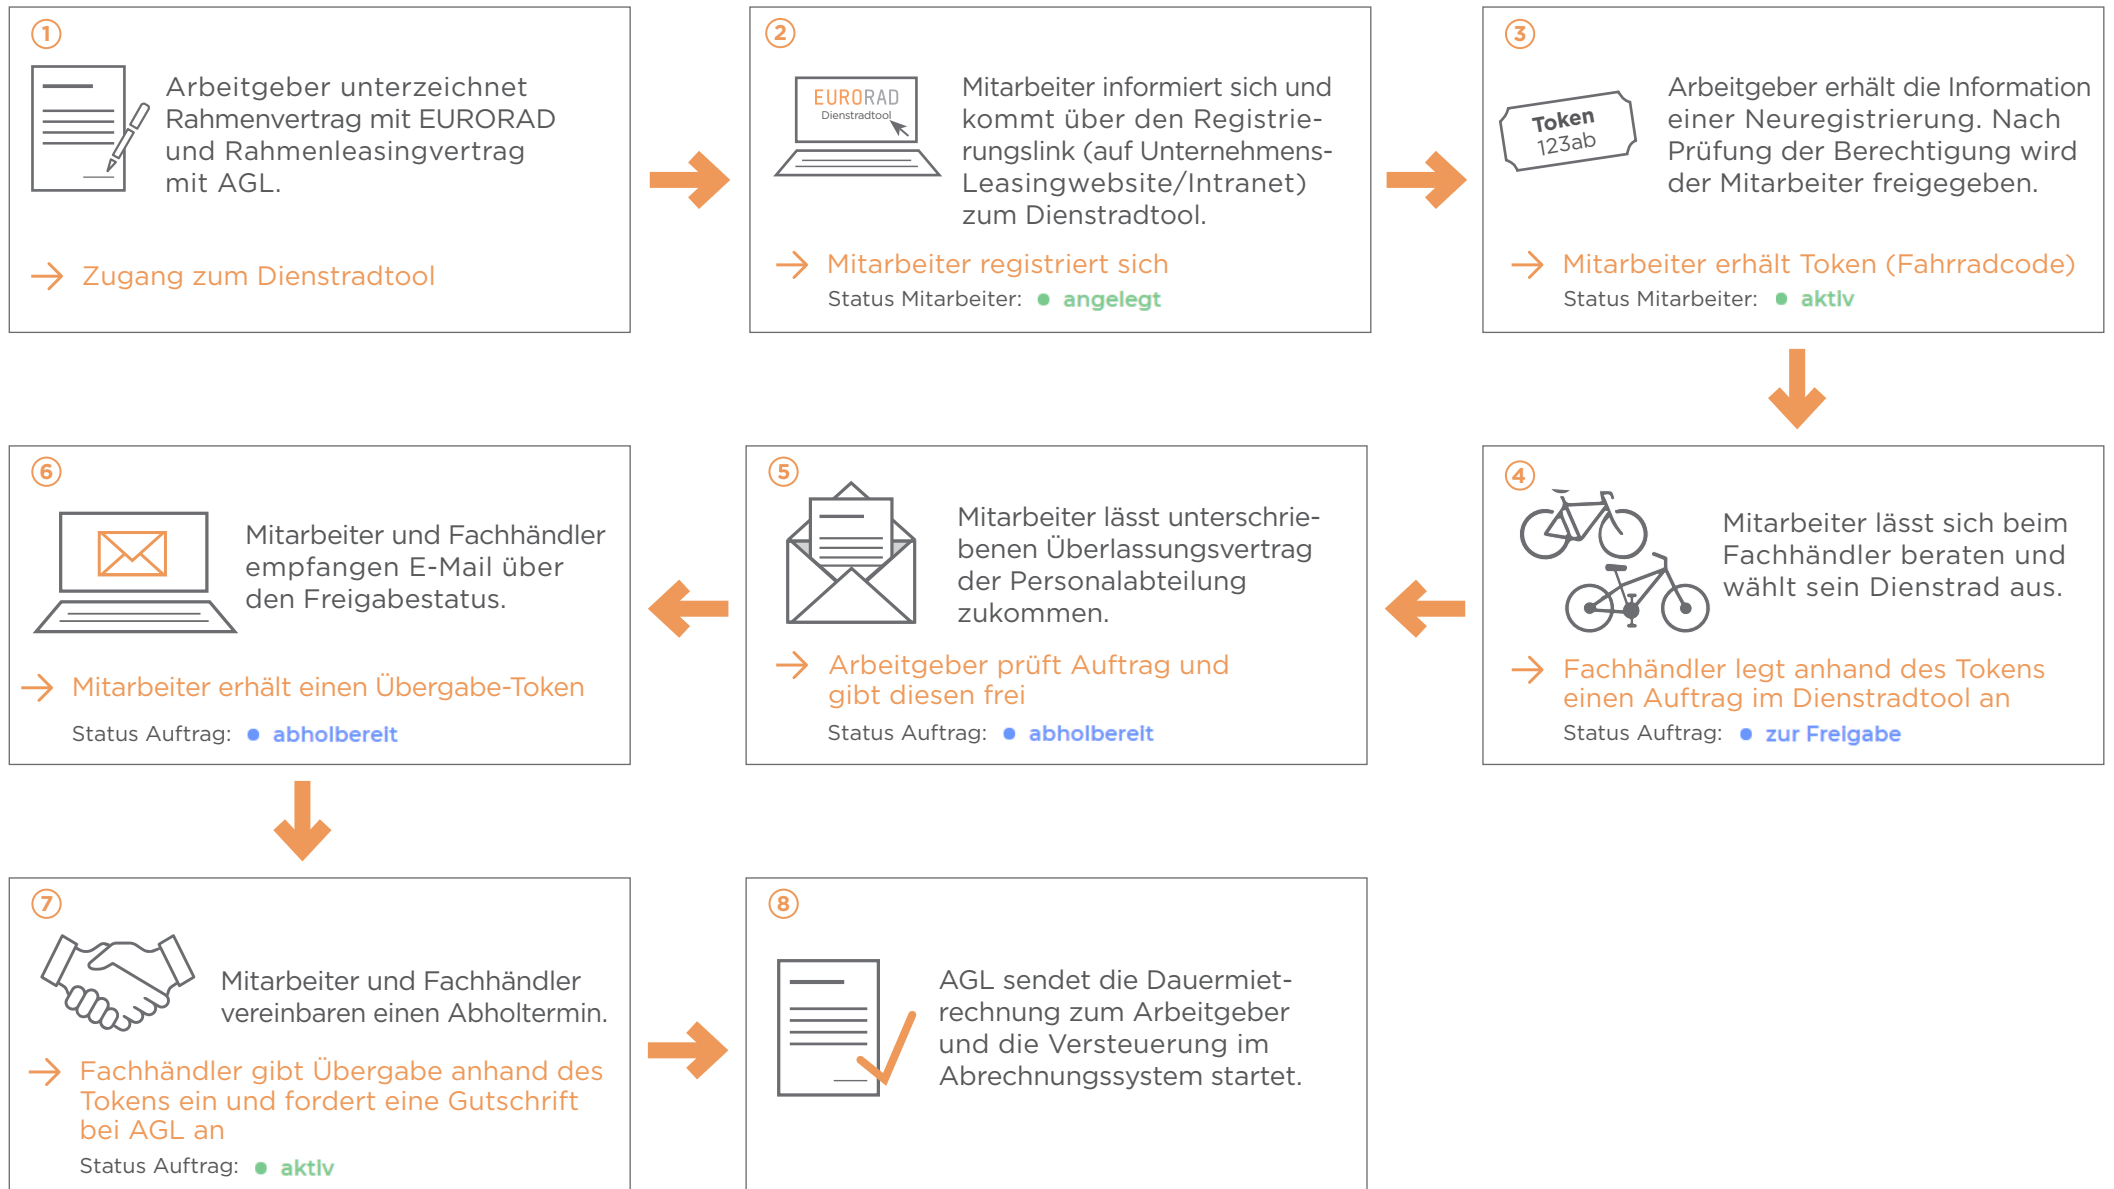 1
Arbeitgeber unterzeichnet
Rahmenvertrag mit EURORAD
und Rahmenleasingvertrag
mit AGL.
Zugang zum Dienstradtool
2
EURORAD
Dienstradtool
Mitarbeiter informiert sich und
kommt über den Registrie-
rungslink (auf Unternehmens-
Leasingwebsite/Intranet)
zum Dienstradtool.
Mitarbeiter registriert sich
Status Mitarbeiter: ● angelegt
3
Token
123ab
Arbeitgeber erhält die Information
einer Neuregistrierung. Nach
Prüfung der Berechtigung wird
der Mitarbeiter freigegeben.
Mitarbeiter erhält Token (Fahrradcode)
Status Mitarbeiter: ● aktiv
4
Mitarbeiter lässt sich beim
Fachhändler beraten und
wählt sein Dienstrad aus.
Fachhändler legt anhand des Tokens
einen Auftrag im Dienstradtool an
Status Auftrag: ● zur Freigabe
5
Mitarbeiter lässt unterschrie-
benen Überlassungsvertrag
der Personalabteilung
zukommen.
Arbeitgeber prüft Auftrag und
gibt diesen frei
Status Auftrag: ● abholbereit
6
Mitarbeiter und Fachhändler
empfangen E-Mail über
den Freigabestatus.
Mitarbeiter erhält einen Übergabe-Token
Status Auftrag: ● abholbereit
7
Mitarbeiter und Fachhändler
vereinbaren einen Abholtermin.
Fachhändler gibt Übergabe anhand des
Tokens ein und fordert eine Gutschrift
bei AGL an
Status Auftrag: ● aktiv
8
AGL sendet die Dauermiet-
rechnung zum Arbeitgeber
und die Versteuerung im
Abrechnungssystem startet.